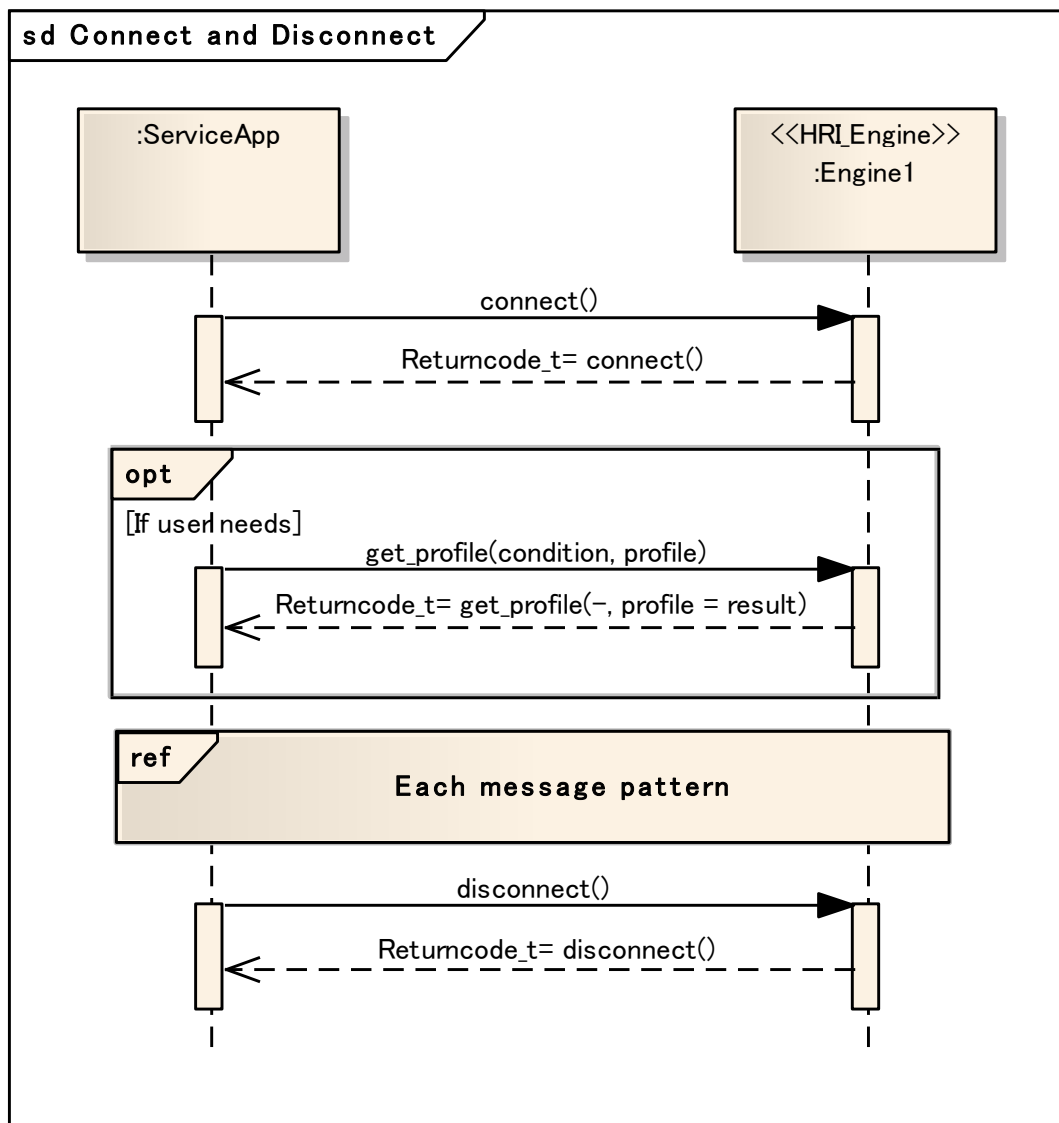 sd Connect and Disconnect
:ServiceApp
<<HRI_Engine>>
:Engine1
connect()
Returncode_t= connect()
opt
[If user needs]
get_profile(condition, profile)
Returncode_t= get_profile(-, profile = result)
ref
Each message pattern
disconnect()
Returncode_t= disconnect()